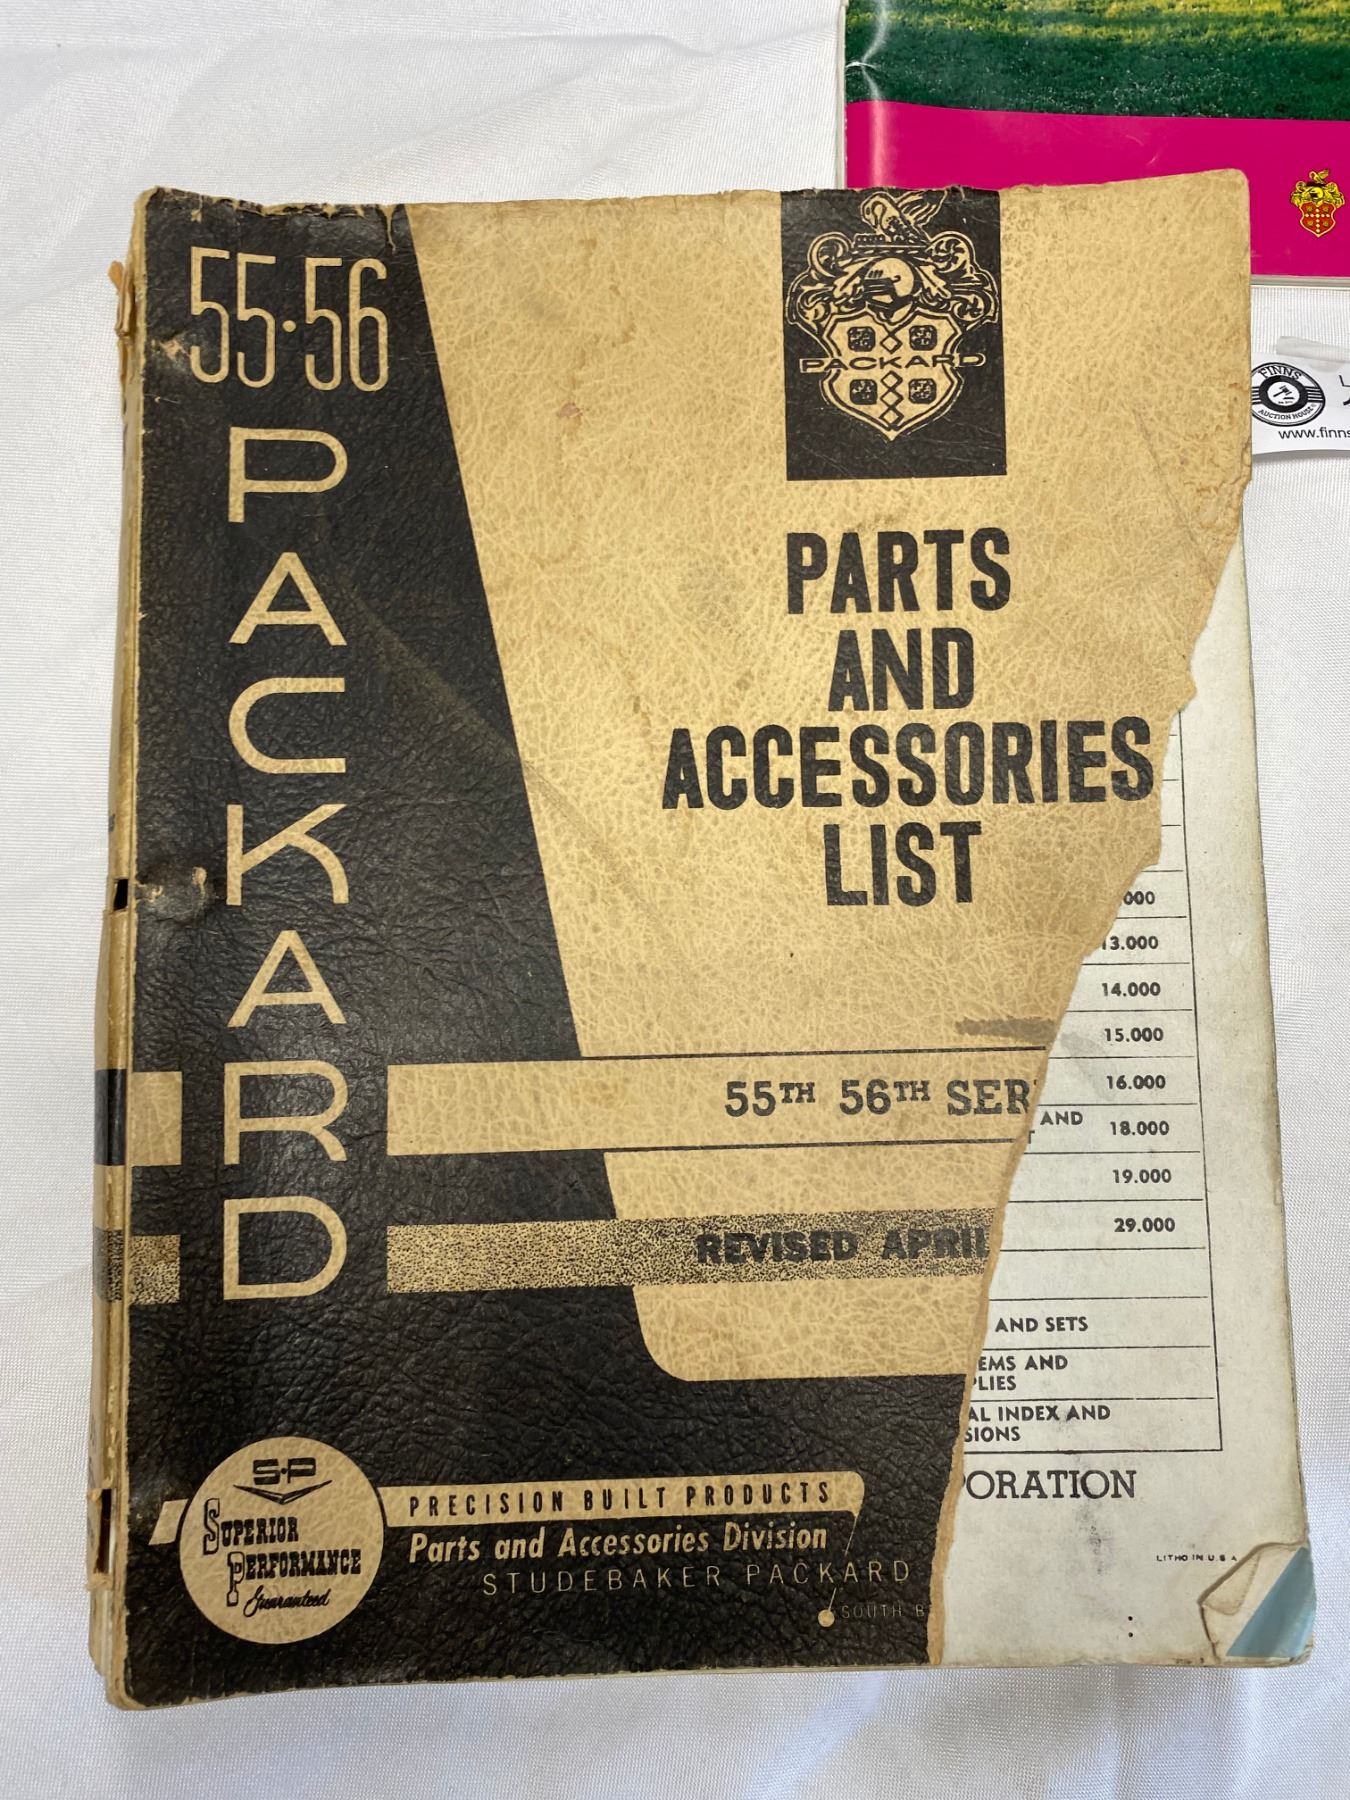 55·56
PACKARD
PACKARD
PARTS
AND
ACCESSORIES
LIST
55TH 56TH SER
REVISED APRIL
S-P
SUPERIOR
PERFORMANCE
Guaranteed
PRECISION BUILT PRODUCTS
Parts and Accessories Division
STUDEBAKER PACKARD
SOUTH B
000
13.000
14.000
15.000
16.000
AND
T 18.000
19.000
29.000
AND SETS
EMS AND
PLIES
AL INDEX AND
SIONS
PORATION
LITHO IN U S A
FINNS
AUCTION HOUSE
www.finns